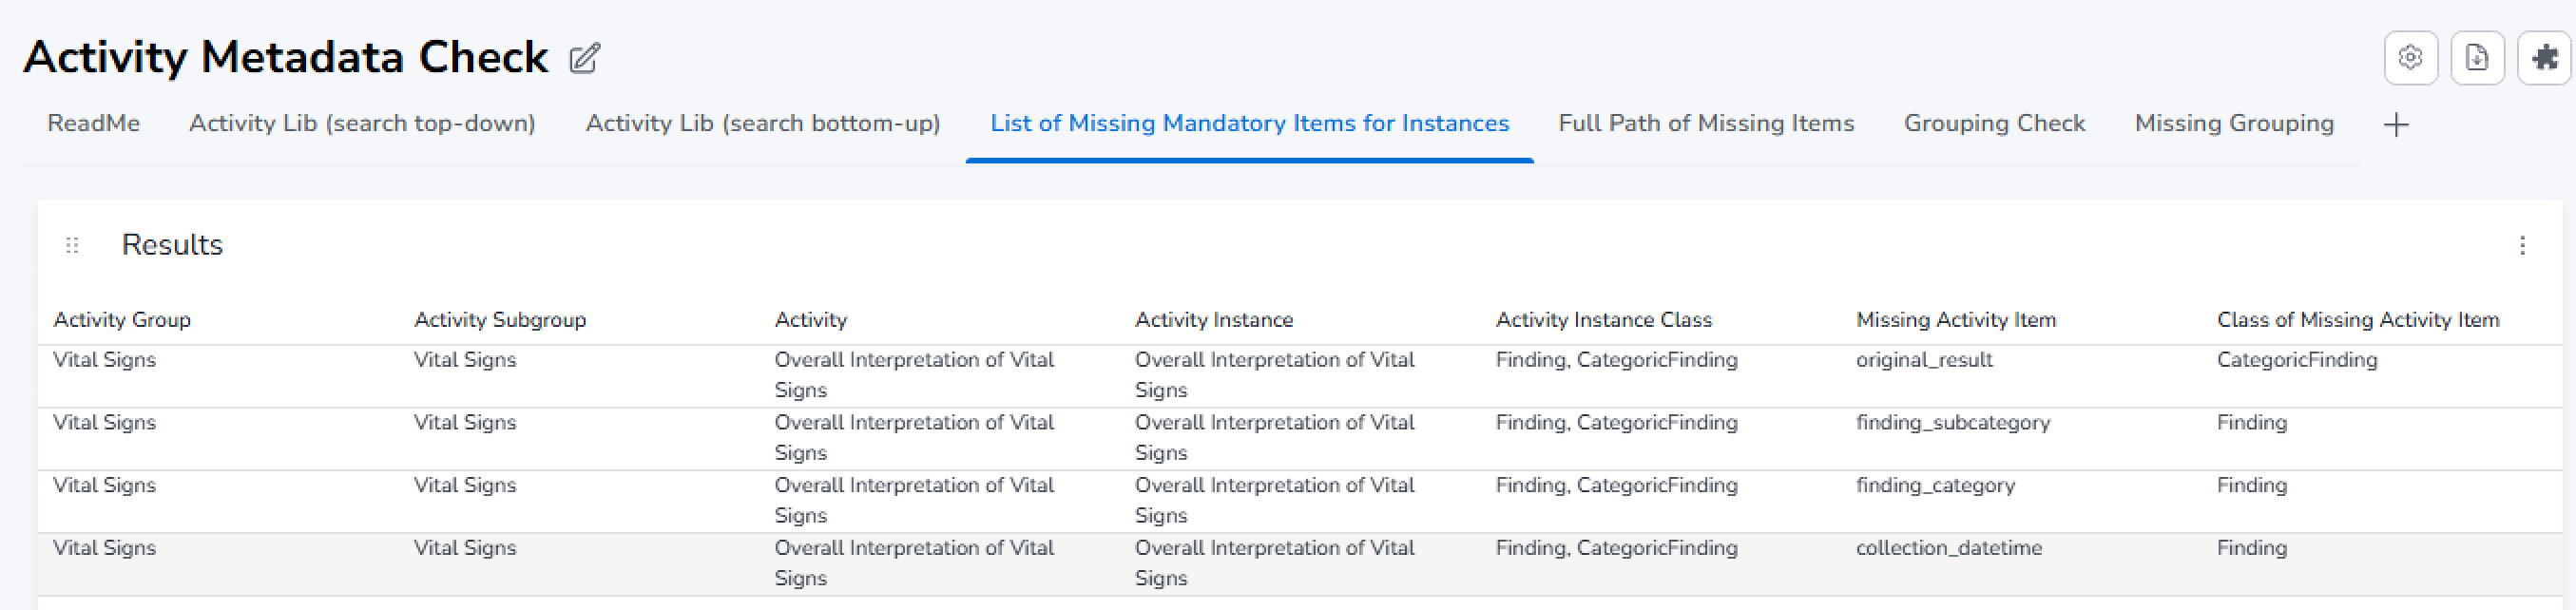 Activity Metadata Check
ReadMe Activity Lib (search top-down) Activity Lib (search bottom-up) List of Missing Mandatory Items for Instances Full Path of Missing Items Grouping Check Missing Grouping +
Results
Activity Group Activity Subgroup Activity Activity Instance Activity Instance Class Missing Activity Item Class of Missing Activity Item
Vital Signs Vital Signs Overall Interpretation of Vital Overall Interpretation of Vital Finding, CategoricFinding original_result CategoricFinding
Signs Signs
Vital Signs Vital Signs Overall Interpretation of Vital Overall Interpretation of Vital Finding, CategoricFinding finding_subcategory Finding
Signs Signs
Vital Signs Vital Signs Overall Interpretation of Vital Overall Interpretation of Vital Finding, CategoricFinding finding_category Finding
Signs Signs
Vital Signs Vital Signs Overall Interpretation of Vital Overall Interpretation of Vital Finding, CategoricFinding collection_datetime Finding
Signs Signs